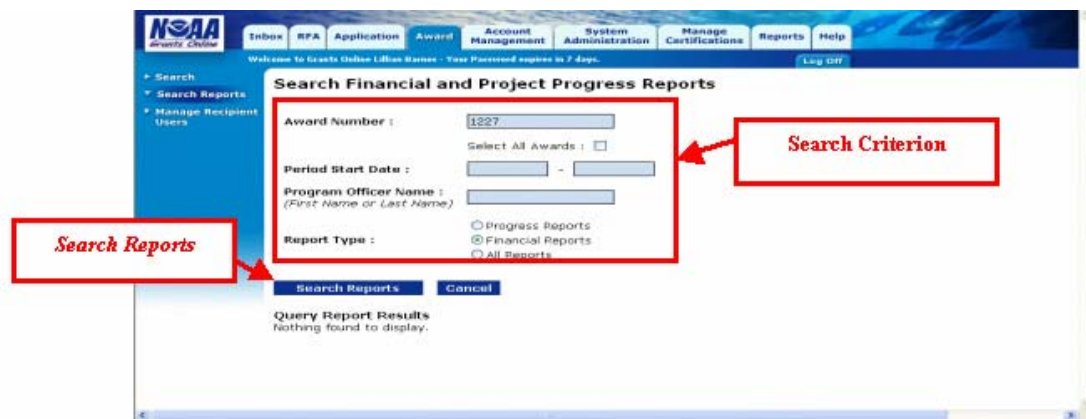 NOAA
Grants Online
Inbox RFA Application Award Account Management System Administration Manage Certifications Reports Help
Welcome to Grants Online Lillian Barnes - Your Password expires in 7 days. Log Off
Search
Search Reports
Manage Recipient Users
Search Financial and Project Progress Reports
Award Number : 1227
Select All Awards :
Period Start Date : -
Program Officer Name :
(First Name or Last Name)
Report Type :
Progress Reports
Financial Reports
All Reports
Search Reports Cancel
Query Report Results
Nothing found to display.
Search Criterion
Search Reports